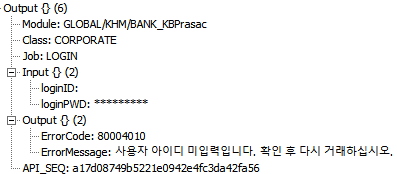 Output {} (6)
Module: GLOBAL/KHM/BANK_KBPrasac
Class: CORPORATE
Job: LOGIN
Input {} (2)
loginID:
loginPWD: *********
Output {} (2)
ErrorCode: 80004010
ErrorMessage: 사용자 아이디 미입력입니다. 확인 후 다시 거래하십시오.
API_SEQ: a17d08749b5221e0942e4fc3da42fa56